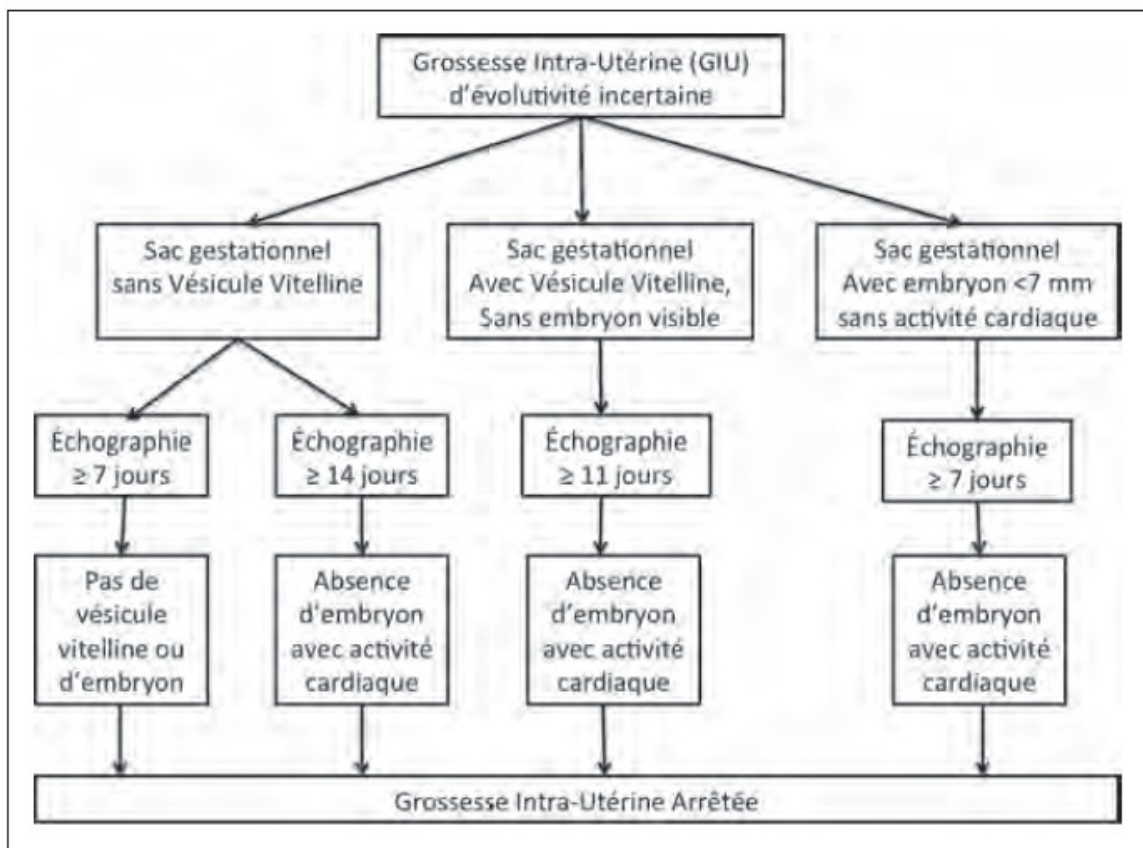 Grossesse Intra-Utérine (GIU)
d'évolutivité incertaine
Sac gestationnel
sans Vésicule Vitelline
Sac gestationnel
Avec Vésicule Vitelline,
Sans embryon visible
Sac gestationnel
Avec embryon <7 mm
sans activité cardiaque
Échographie
≥ 7 jours
Échographie
≥ 14 jours
Échographie
≥ 11 jours
Échographie
≥ 7 jours
Pas de
vésicule
vitelline ou
d'embryon
Absence
d'embryon
avec activité
cardiaque
Absence
d'embryon
avec activité
cardiaque
Absence
d'embryon
avec activité
cardiaque
Grossesse Intra-Utérine Arrêtée